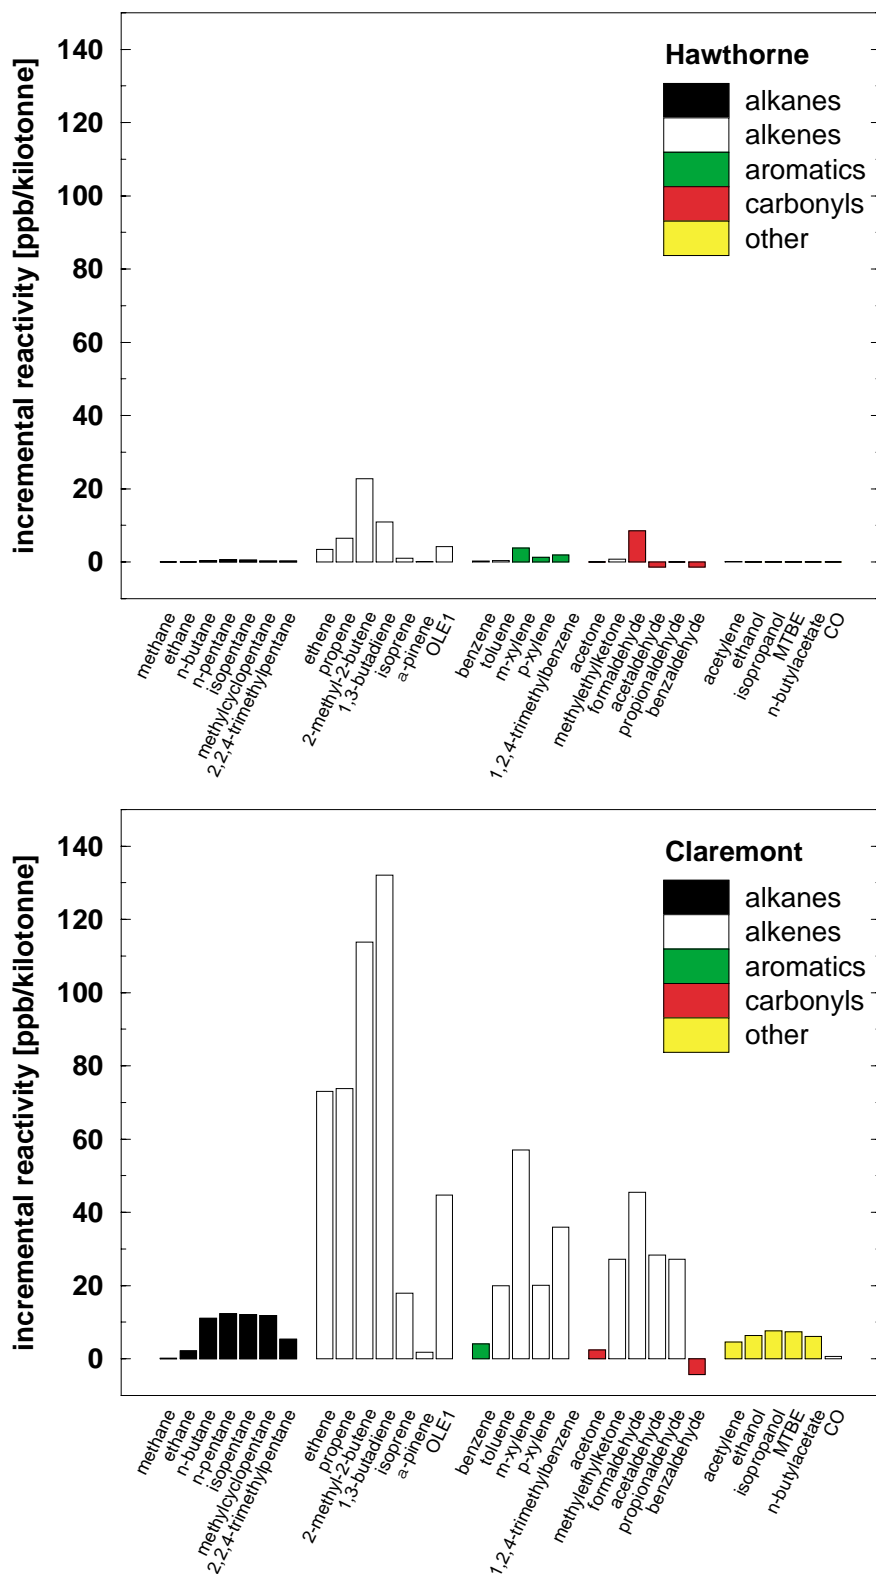 Hawthorne
alkanes
alkenes
aromatics
carbonyls
other
incremental reactivity [ppb/kilotonne]
140
120
100
80
60
40
20
0
methane
ethane
n-butane
n-pentane
isopentane
methylcyclopentane
2,2,4-trimethylpentane
ethene
propene
2-methyl-2-butene
1,3-butadiene
isoprene
a-pinene
OLE1
benzene
toluene
m-xylene
p-xylene
1,2,4-trimethylbenzene
acetone
methylethylketone
formaldehyde
acetaldehyde
propionaldehyde
benzaldehyde
acetylene
ethanol
isopropanol
MTBE
n-butylacetate
CO
Claremont
alkanes
alkenes
aromatics
carbonyls
other
incremental reactivity [ppb/kilotonne]
140
120
100
80
60
40
20
0
methane
ethane
n-butane
n-pentane
isopentane
methylcyclopentane
2,2,4-trimethylpentane
ethene
propene
2-methyl-2-butene
1,3-butadiene
isoprene
a-pinene
OLE1
benzene
toluene
m-xylene
p-xylene
1,2,4-trimethylbenzene
acetone
methylethylketone
formaldehyde
acetaldehyde
propionaldehyde
benzaldehyde
acetylene
ethanol
isopropanol
MTBE
n-butylacetate
CO